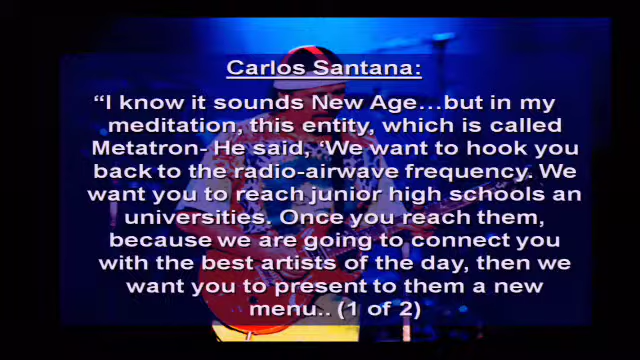 Carlos Santana:
“I know it sounds New Age…but in my
meditation, this entity, which is called
Metatron- He said, ‘We want to hook you
back to the radio-airwave frequency. We
want you to reach junior high schools an
universities. Once you reach them,
because we are going to connect you
with the best artists of the day, then we
want you to present to them a new
menu.. (1 of 2)